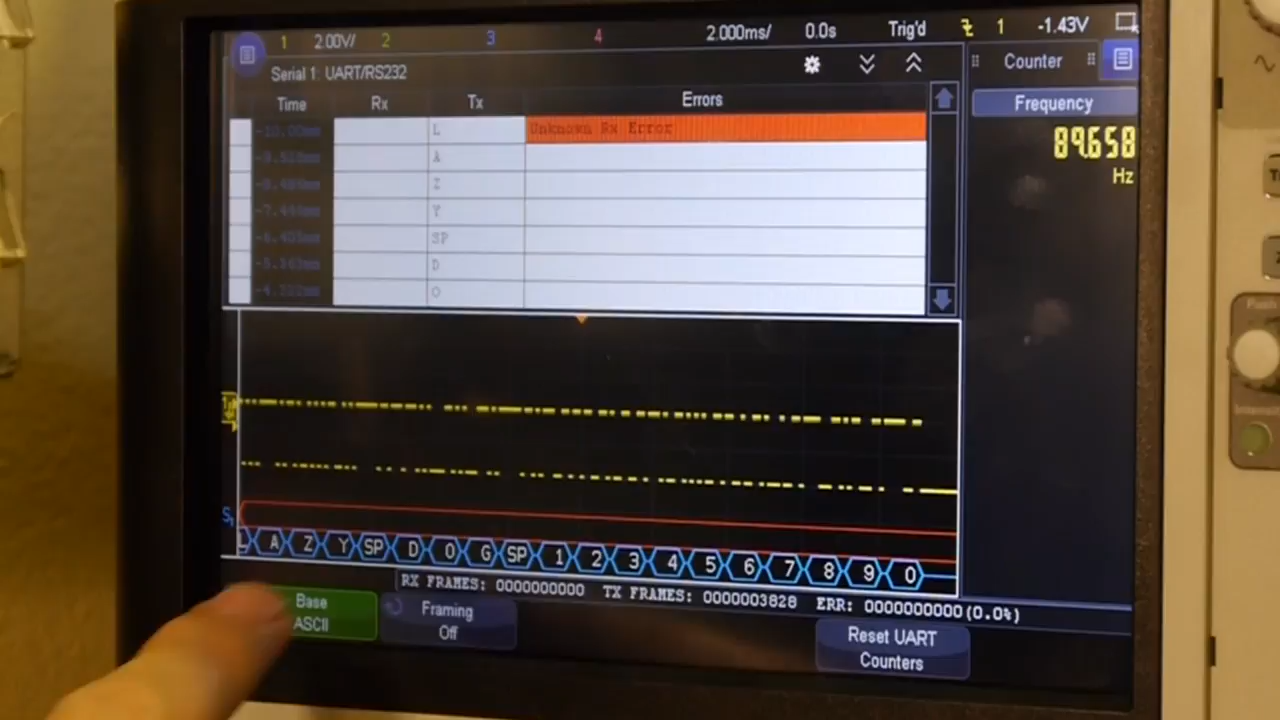 1 2.00V/ 2 3 4 2.000ms/ 0.0s Trig'd 1 -1.43V
Serial 1: UART/RS232
Counter
Time Rx Tx Errors
Frequency
L Unknown Rx Error
A
89.658
Hz
Z
Y
SP
D
O
S1
A Z Y SP D O G SP 1 2 3 4 5 6 7 8 9 0
RX FRAMES: 0000000000 TX FRAMES: 0000003828 ERR: 0000000000(0.0%)
Base
ASCII
Framing
Off
Reset UART
Counters